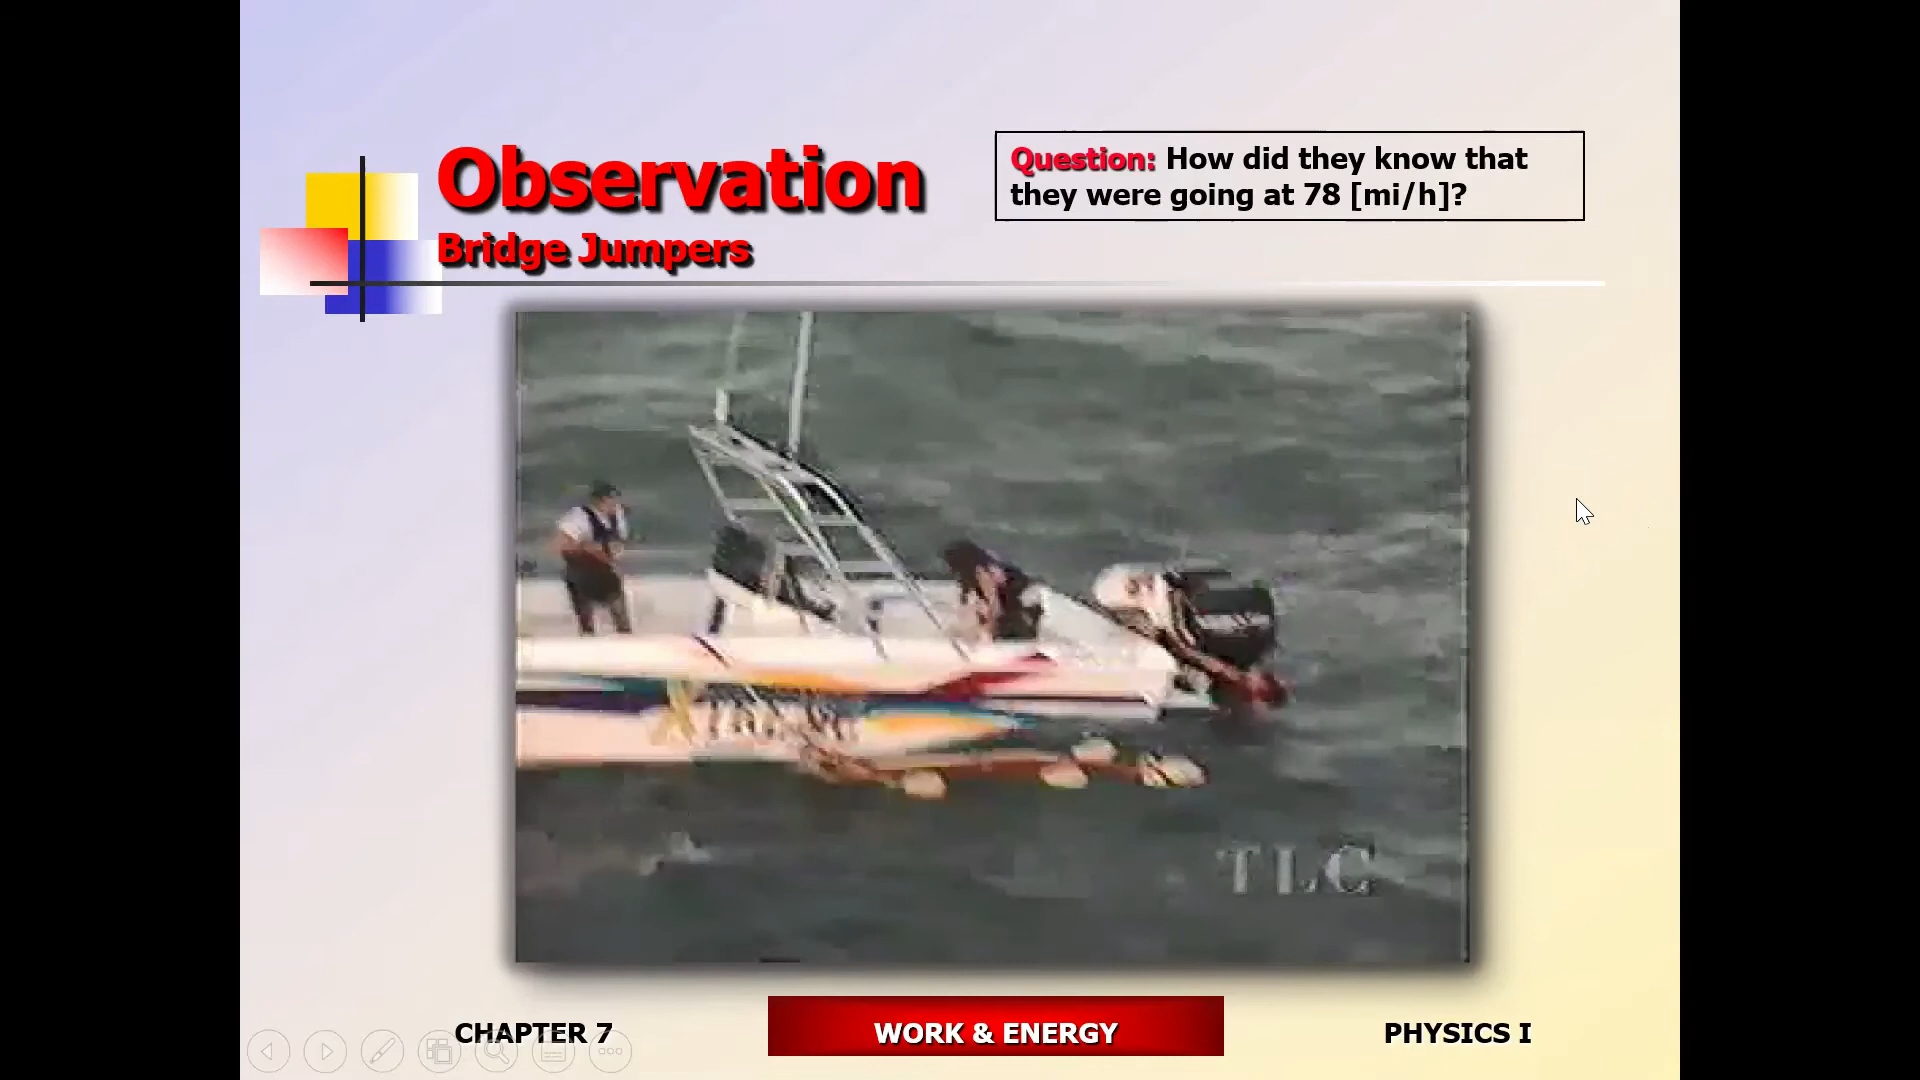 Observation
Bridge Jumpers
Question: How did they know that
they were going at 78 [mi/h]?
TLC
CHAPTER 7
WORK & ENERGY
PHYSICS I